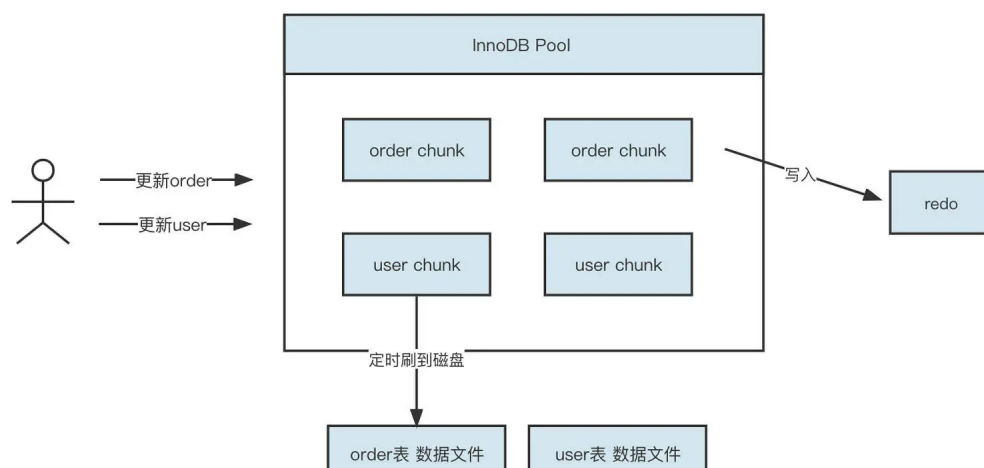 InnoDB Pool
order chunk
order chunk
更新order
写入
更新user
redo
user chunk
user chunk
定时刷到磁盘
order表 数据文件
user表 数据文件